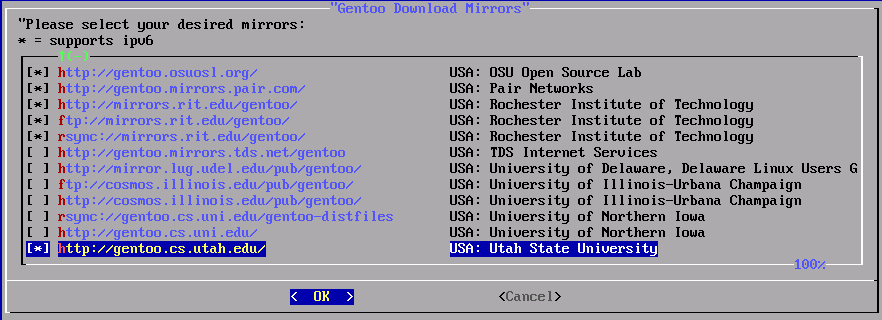 "Gentoo Download Mirrors"
"Please select your desired mirrors:
* = supports ipv6
^(-)
[*] http://gentoo.osuosl.org/ USA: OSU Open Source Lab
[*] http://gentoo.mirrors.pair.com/ USA: Pair Networks
[*] http://mirrors.rit.edu/gentoo/ USA: Rochester Institute of Technology
[*] ftp://mirrors.rit.edu/gentoo/ USA: Rochester Institute of Technology
[*] rsync://mirrors.rit.edu/gentoo/ USA: Rochester Institute of Technology
[ ] http://gentoo.mirrors.tds.net/gentoo USA: TDS Internet Services
[ ] http://mirror.lug.udel.edu/pub/gentoo/ USA: University of Delaware, Delaware Linux Users G
[ ] ftp://cosmos.illinois.edu/pub/gentoo/ USA: University of Illinois-Urbana Champaign
[ ] http://cosmos.illinois.edu/pub/gentoo/ USA: University of Illinois-Urbana Champaign
[ ] rsync://gentoo.cs.uni.edu/gentoo-distfiles USA: University of Northern Iowa
[ ] http://gentoo.cs.uni.edu/ USA: University of Northern Iowa
[*] http://gentoo.cs.utah.edu/ USA: Utah State University
100%
< OK > <Cancel>